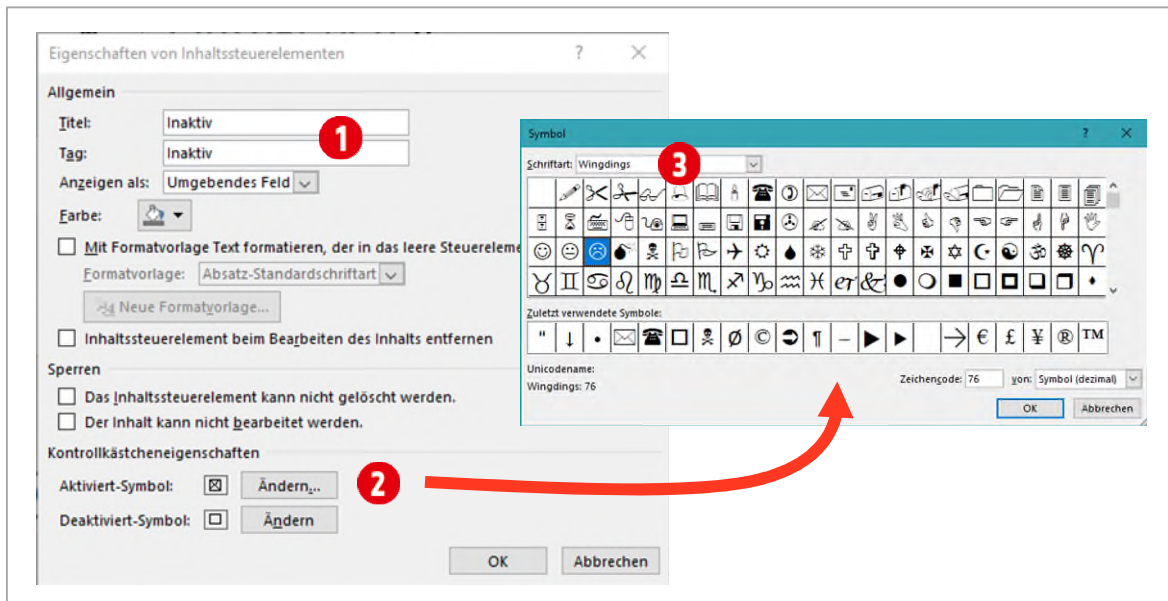 Eigenschaften von Inhaltssteuerelementen ? ×
Allgemein
Titel: Inaktiv
1
Tag: Inaktiv
Anzeigen als: Umgebendes Feld
Farbe:
Mit Formatvorlage Text formatieren, der in das leere Steuereleme
Formatvorlage: Absatz-Standardschriftart
Neue Formatvorlage...
Inhaltssteuerelement beim Bearbeiten des Inhalts entfernen
Sperren
Das Inhaltssteuerelement kann nicht gelöscht werden.
Der Inhalt kann nicht bearbeitet werden.
Kontrollkästcheneigenschaften
Aktiviert-Symbol: Ändern...
2
Deaktiviert-Symbol: Ändern
OK Abbrechen
Symbol ? ×
Schriftart: Wingdings
3
Zuletzt verwendete Symbole:
" ↓ • ✉ ☎ □ ☠ Ø © ➲ ¶ – ► ► → € £ ¥ ® ™
Unicodename:
Wingdings: 76
Zeichencode: 76 von: Symbol (dezimal)
OK Abbrechen